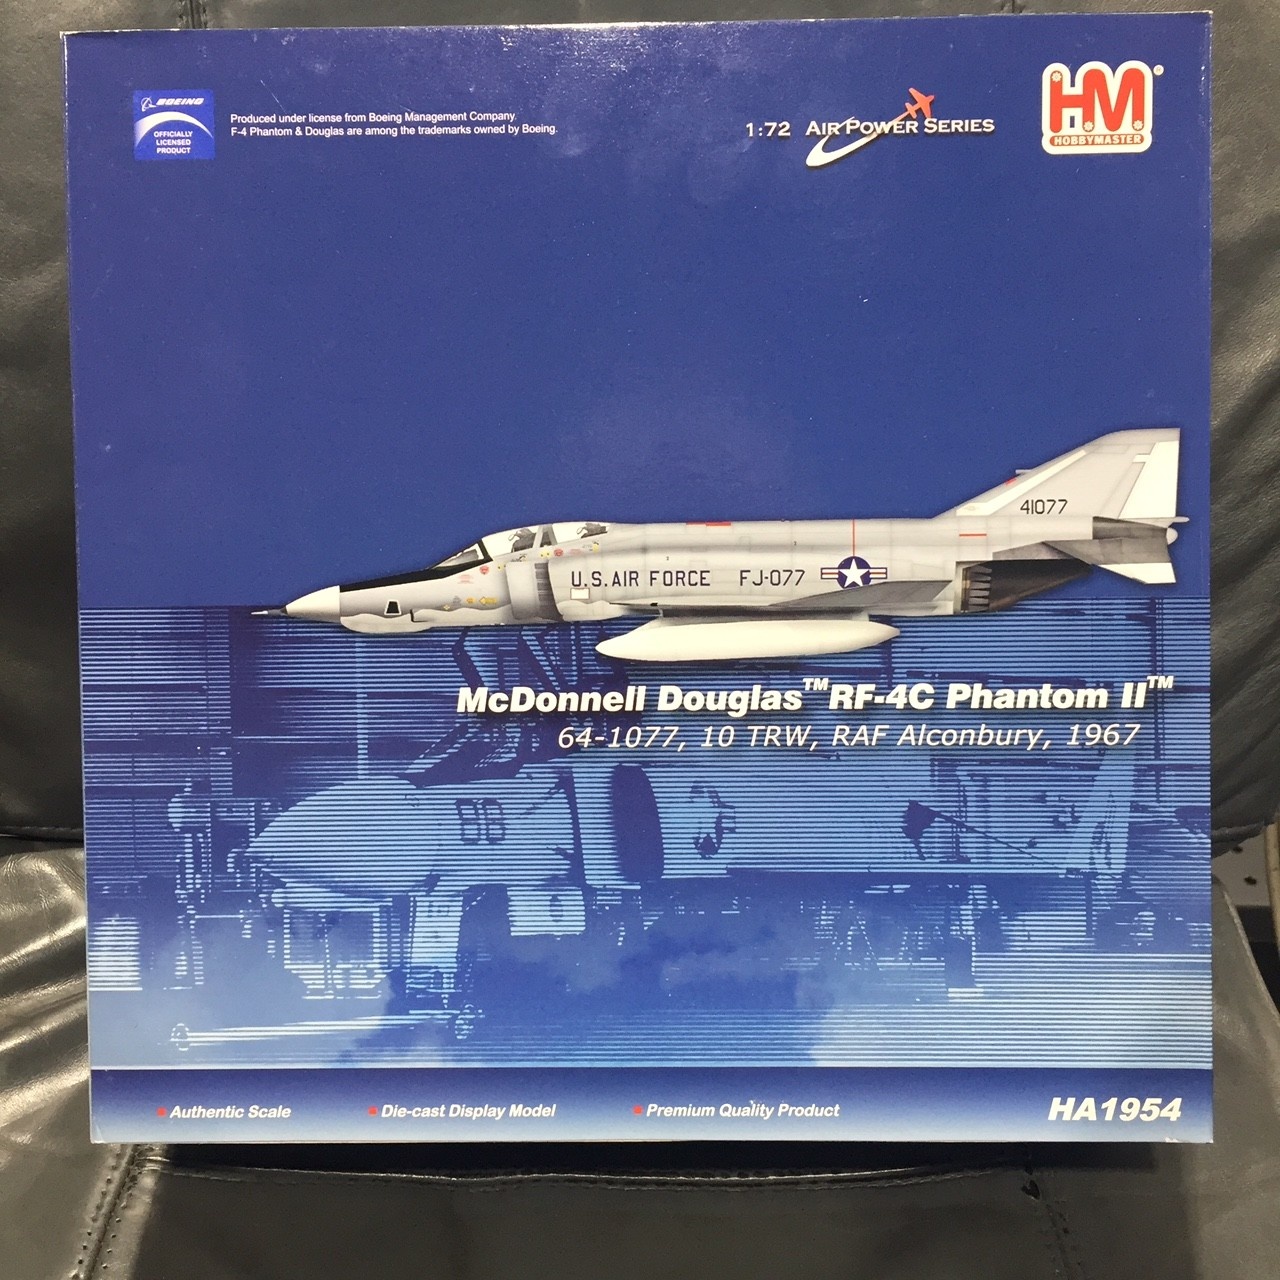 BOEING
OFFICIALLY
LICENSED
PRODUCT
Produced under license from Boeing Management Company.
F-4 Phantom & Douglas are among the trademarks owned by Boeing.
1:72 AIR POWER SERIES
HM®
HOBBYMASTER
41077
U.S. AIR FORCE FJ-077
McDonnell Douglas™ RF-4C Phantom II™
64-1077, 10 TRW, RAF Alconbury, 1967
BB
Authentic Scale
Die-cast Display Model
Premium Quality Product
HA1954